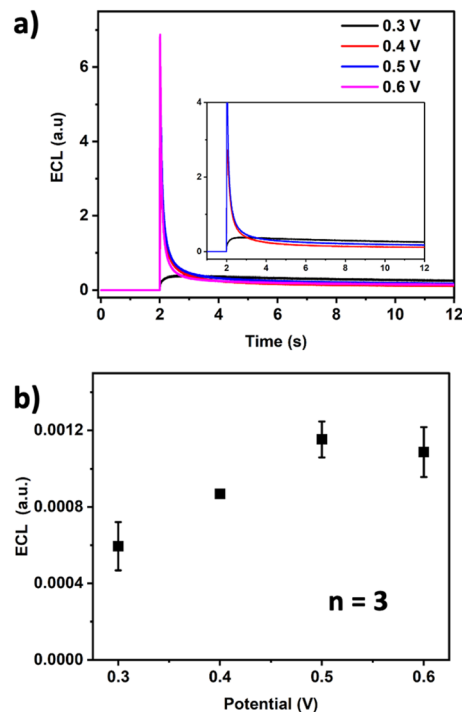 a)
0.3 V
0.4 V
0.5 V
0.6 V
ECL (a.u)
6
4
2
0
4
2
0
0 2 4 6 8 10 12
0 2 4 6 8 10 12
Time (s)
b)
ECL (a.u.)
0.0012
0.0008
0.0004
0.0000
n = 3
0.3 0.4 0.5 0.6
Potential (V)